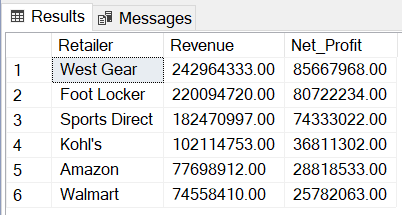 Results Messages
Retailer Revenue Net_Profit
1 West Gear 242964333.00 85667968.00
2 Foot Locker 220094720.00 80722234.00
3 Sports Direct 182470997.00 74333022.00
4 Kohl's 102114753.00 36811302.00
5 Amazon 77698912.00 28818533.00
6 Walmart 74558410.00 25782063.00